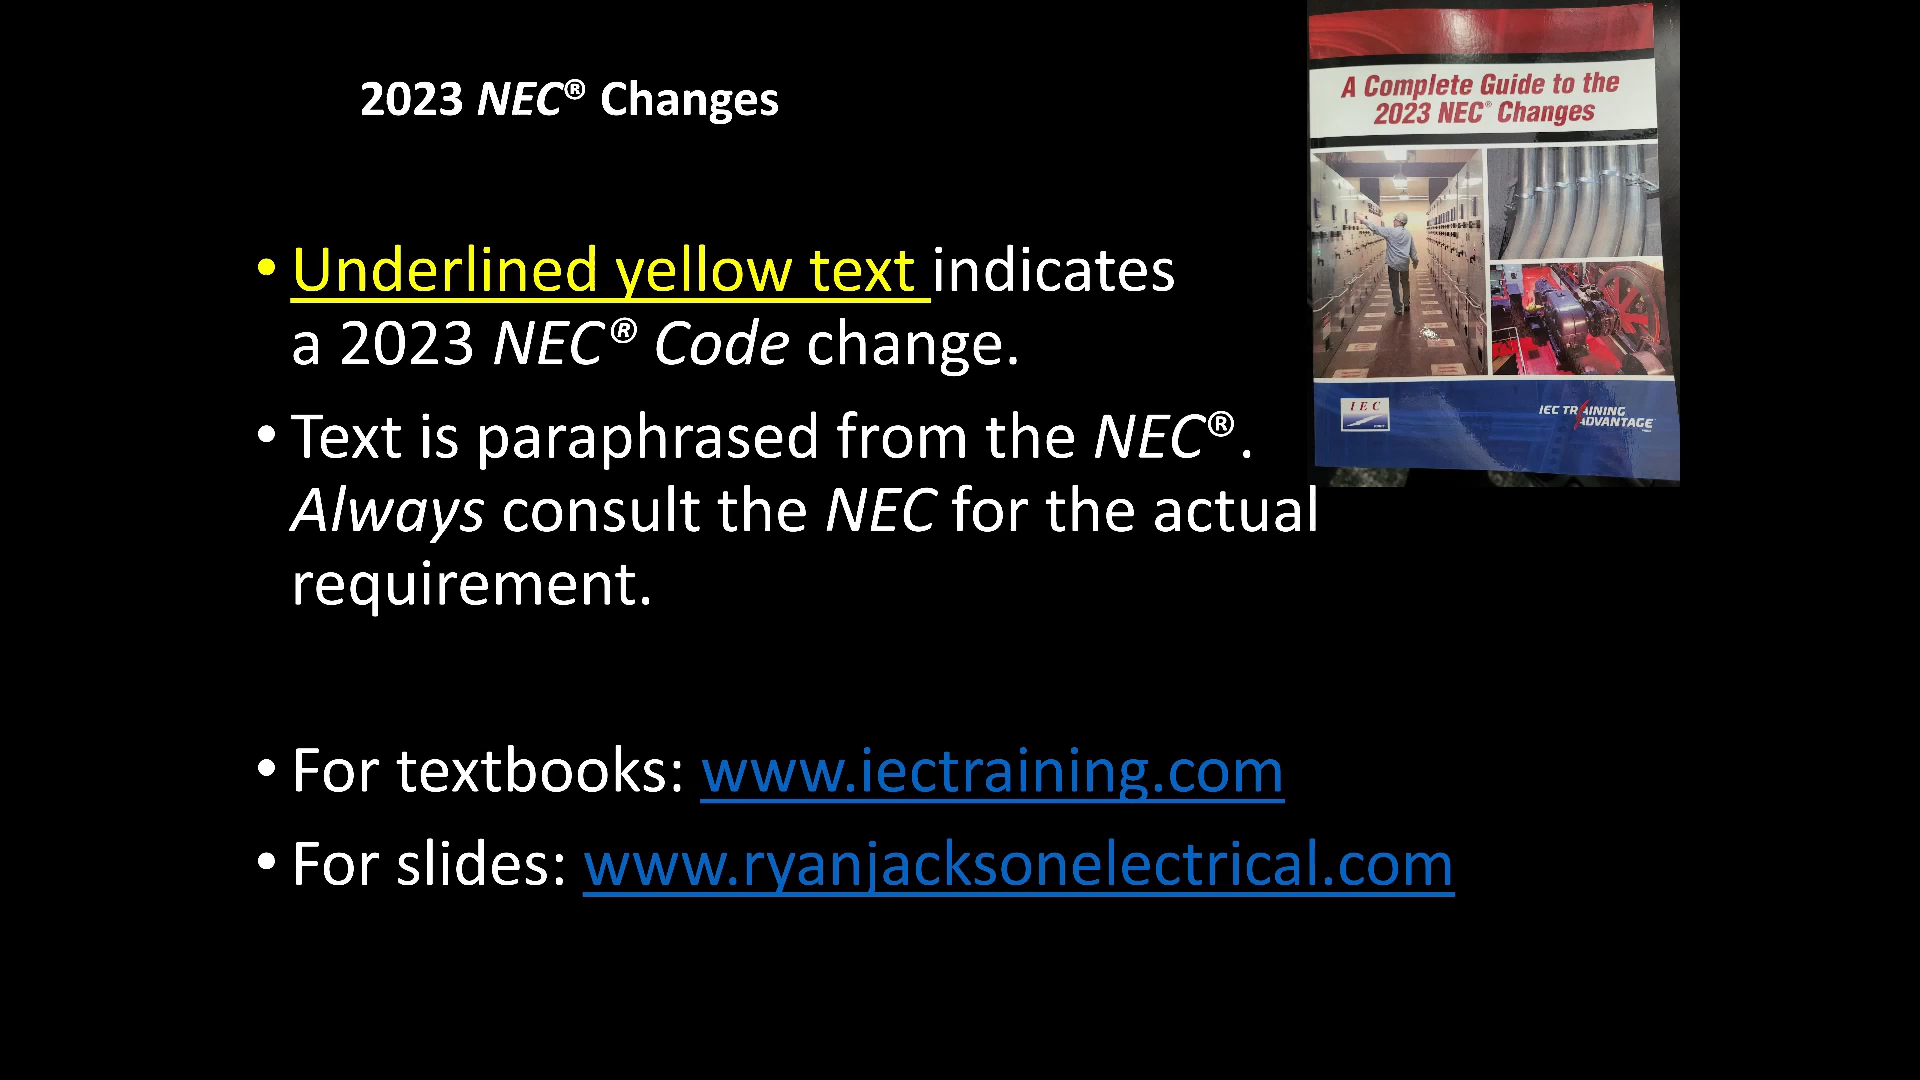 2023 NEC® Changes
• Underlined yellow text indicates
a 2023 NEC® Code change.
• Text is paraphrased from the NEC®.
Always consult the NEC for the actual
requirement.
• For textbooks: www.iectraining.com
• For slides: www.ryanjacksonelectrical.com
A Complete Guide to the
2023 NEC® Changes
IEC
IEC TRAINING
ADVANTAGE